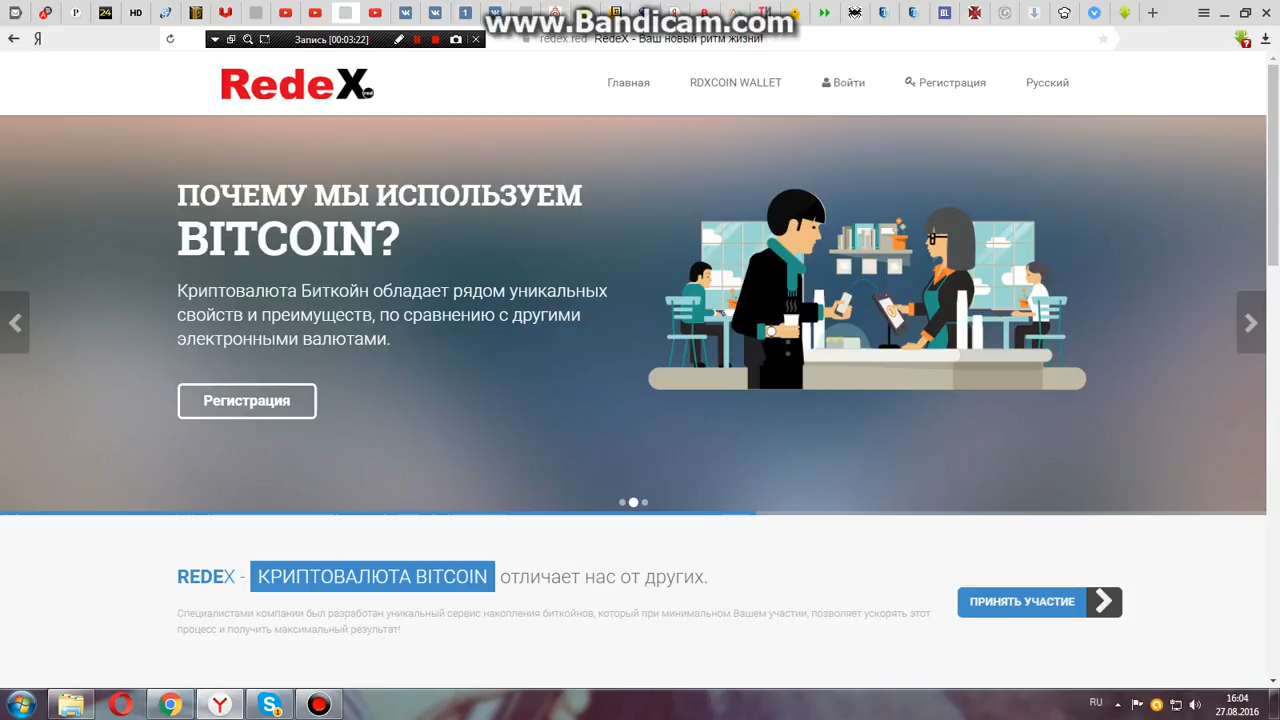 www.Bandicam.com
24
Я
Запись [00:03:22]
redex.red RedeX - Ваш новый ритм жизни!
RedeX
red
Главная
RDXCOIN WALLET
Войти
Регистрация
Русский
ПОЧЕМУ МЫ ИСПОЛЬЗУЕМ
BITCOIN?
Криптовалюта Биткойн обладает рядом уникальных
свойств и преимуществ, по сравнению с другими
электронными валютами.
Регистрация
REDEX - КРИПТОВАЛЮТА BITCOIN отличает нас от других.
Специалистами компании был разработан уникальный сервис накопления биткойнов, который при минимальном Вашем участии, позволяет ускорять этот
процесс и получить максимальный результат!
ПРИНЯТЬ УЧАСТИЕ
RU
16:04
27.08.2016